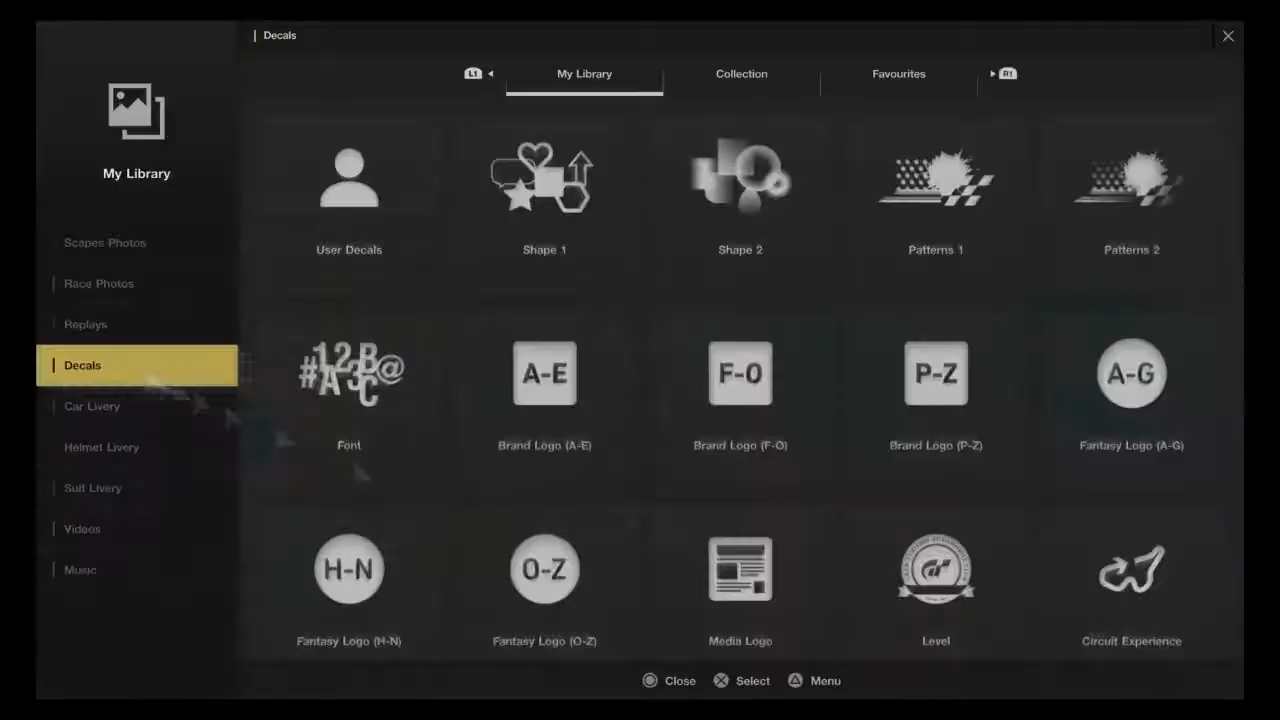 Decals
L1
My Library
Collection
Favourites
R1
My Library
Scapes Photos
Race Photos
Replays
Decals
Car Livery
Helmet Livery
Suit Livery
Videos
Music
User Decals
Shape 1
Shape 2
Patterns 1
Patterns 2
#123B@
A C
Font
A-E
Brand Logo (A-E)
F-O
Brand Logo (F-O)
P-Z
Brand Logo (P-Z)
A-G
Fantasy Logo (A-G)
H-N
Fantasy Logo (H-N)
O-Z
Fantasy Logo (O-Z)
Media Logo
Level
Circuit Experience
Close
Select
Menu